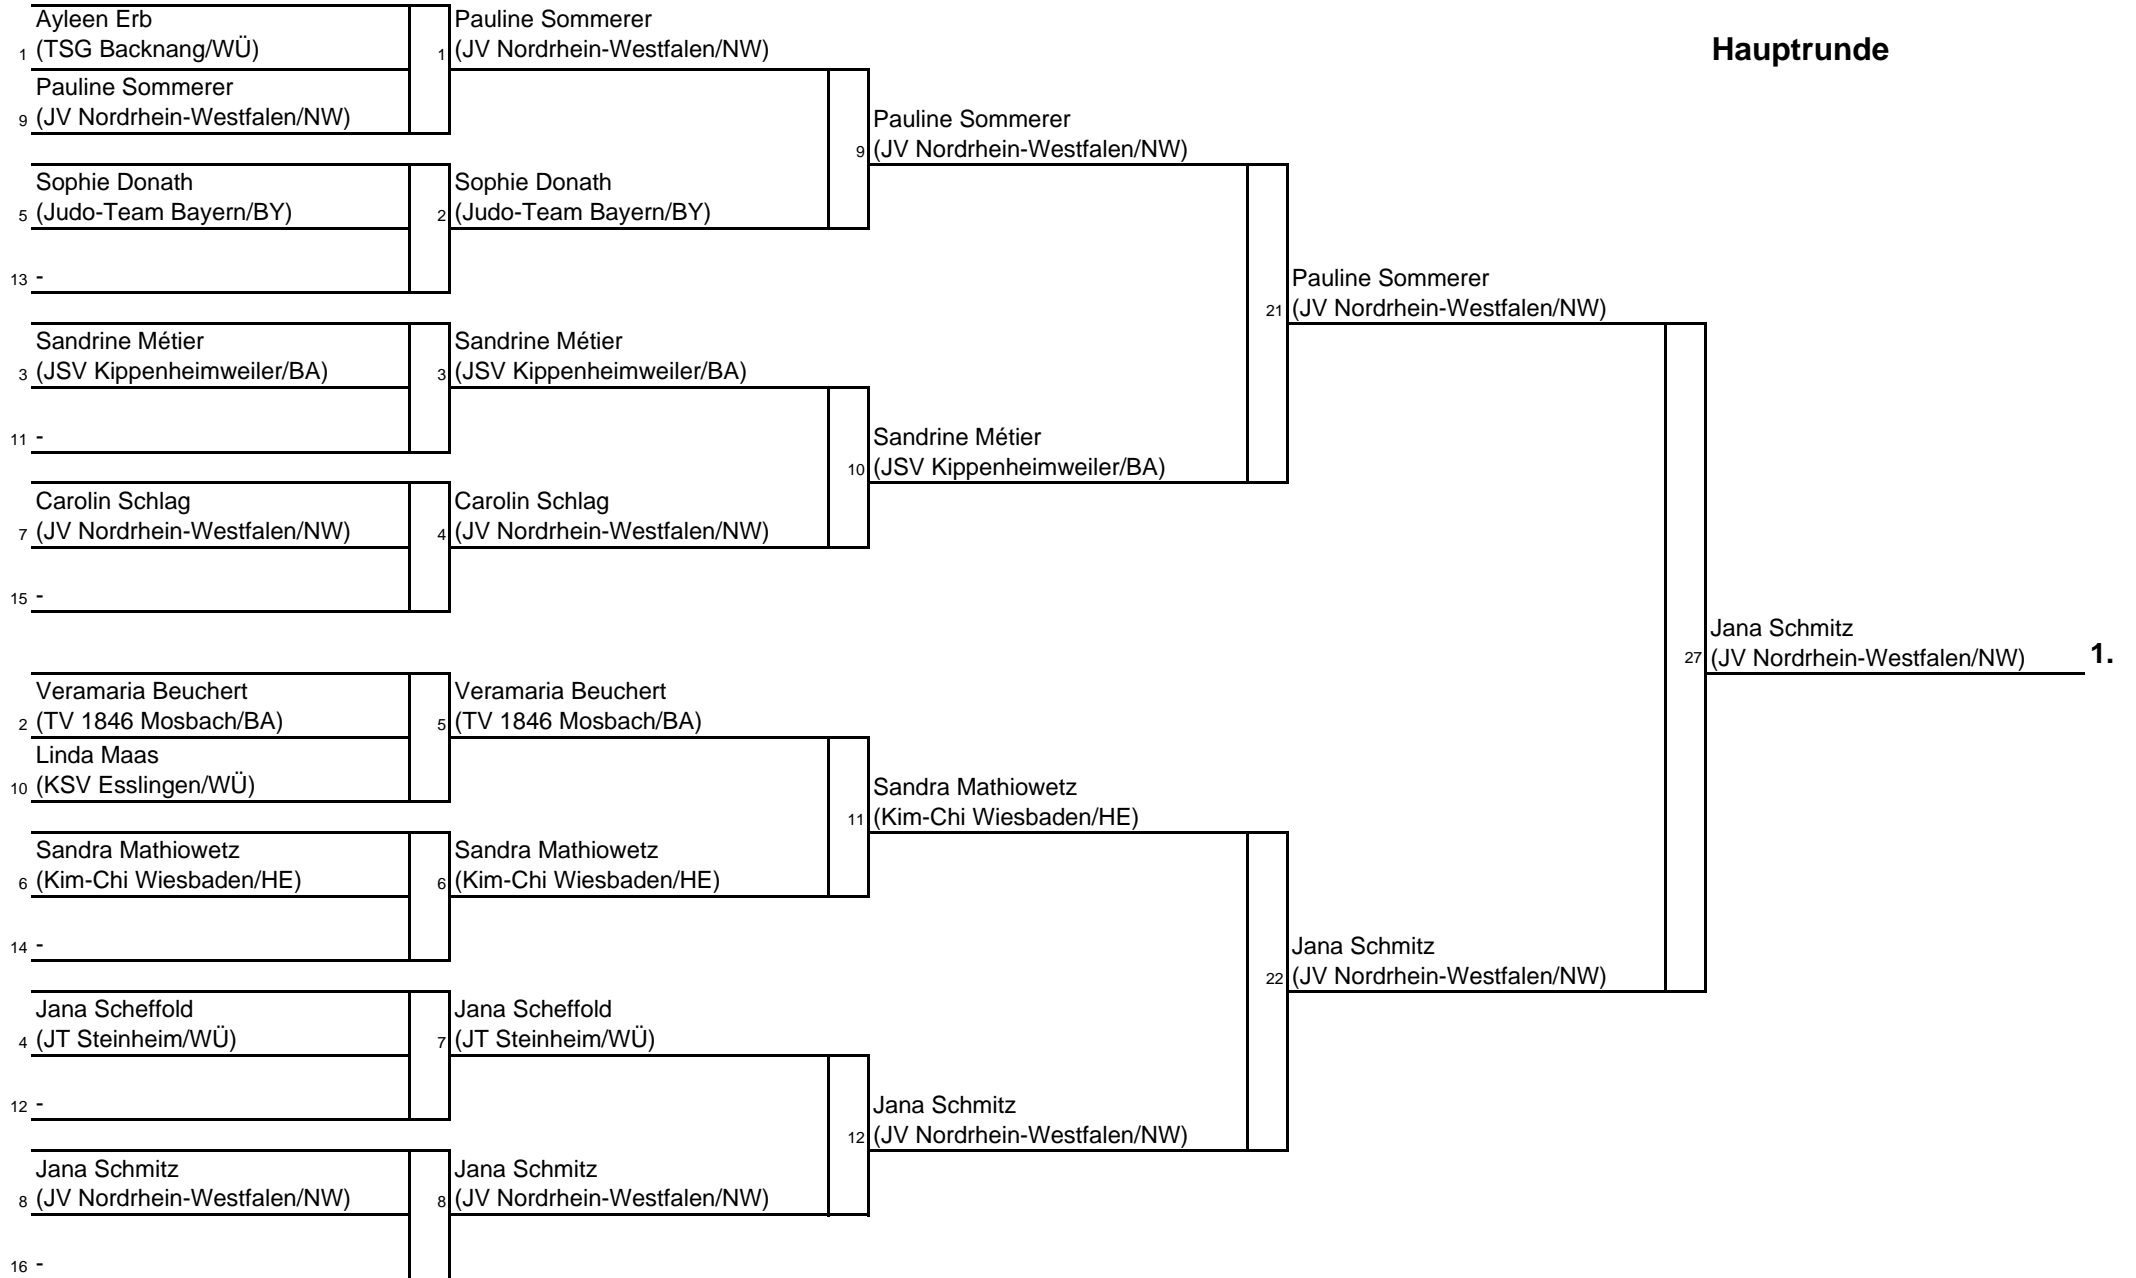 Hauptrunde
Ayleen Erb
1 (TSG Backnang/WÜ)
Pauline Sommerer
9 (JV Nordrhein-Westfalen/NW)
Sophie Donath
5 (Judo-Team Bayern/BY)
13 -
Sandrine Métier
3 (JSV Kippenheimweiler/BA)
11 -
Carolin Schlag
7 (JV Nordrhein-Westfalen/NW)
15 -
Veramaria Beuchert
2 (TV 1846 Mosbach/BA)
Linda Maas
10 (KSV Esslingen/WÜ)
Sandra Mathiowetz
6 (Kim-Chi Wiesbaden/HE)
14 -
Jana Scheffold
4 (JT Steinheim/WÜ)
12 -
Jana Schmitz
8 (JV Nordrhein-Westfalen/NW)
16 -
Pauline Sommerer
1 (JV Nordrhein-Westfalen/NW)
Sophie Donath
2 (Judo-Team Bayern/BY)
Sandrine Métier
3 (JSV Kippenheimweiler/BA)
Carolin Schlag
4 (JV Nordrhein-Westfalen/NW)
Veramaria Beuchert
5 (TV 1846 Mosbach/BA)
Sandra Mathiowetz
6 (Kim-Chi Wiesbaden/HE)
Jana Scheffold
7 (JT Steinheim/WÜ)
Jana Schmitz
8 (JV Nordrhein-Westfalen/NW)
Pauline Sommerer
9 (JV Nordrhein-Westfalen/NW)
Sandrine Métier
10 (JSV Kippenheimweiler/BA)
Sandra Mathiowetz
11 (Kim-Chi Wiesbaden/HE)
Jana Schmitz
12 (JV Nordrhein-Westfalen/NW)
Pauline Sommerer
21 (JV Nordrhein-Westfalen/NW)
Jana Schmitz
22 (JV Nordrhein-Westfalen/NW)
Jana Schmitz
27 (JV Nordrhein-Westfalen/NW) 1.